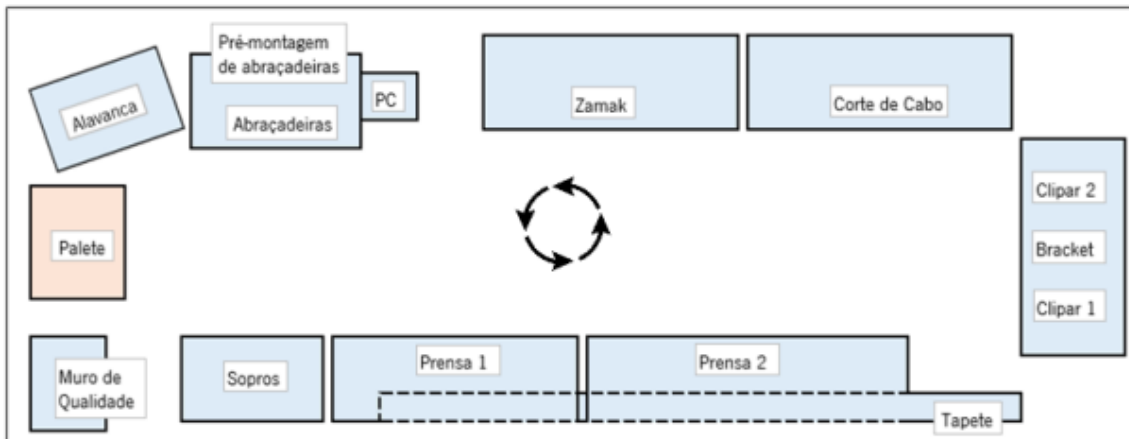 Pré-montagem
de abraçadeiras
Alavanca
PC
Abraçadeiras
Zamak
Corte de Cabo
Clipar 2
Palete
Bracket
Clipar 1
Muro de
Qualidade
Sopros
Prensa 1
Prensa 2
Tapete